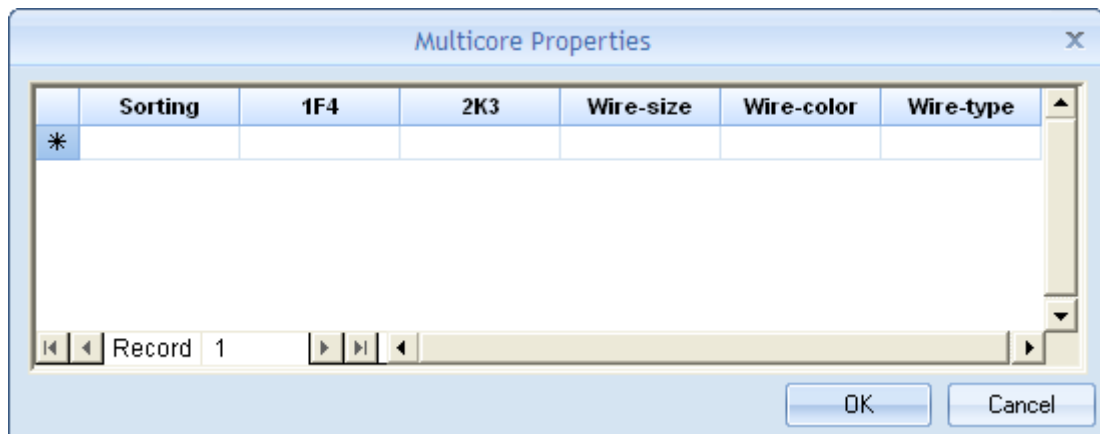 Multicore Properties
Sorting 1F4 2K3 Wire-size Wire-color Wire-type
Record 1
OK Cancel